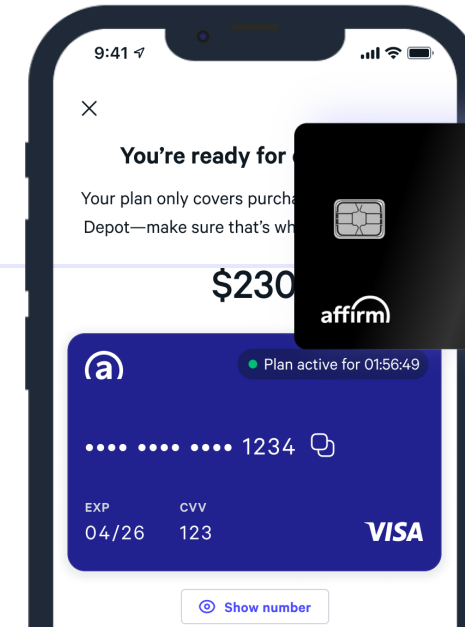 9:41
You're ready for
Your plan only covers purcha
Depot—make sure that's wh
$230
affirm
a
Plan active for 01:56:49
•••• •••• •••• 1234
EXP CVV
04/26 123
VISA
Show number